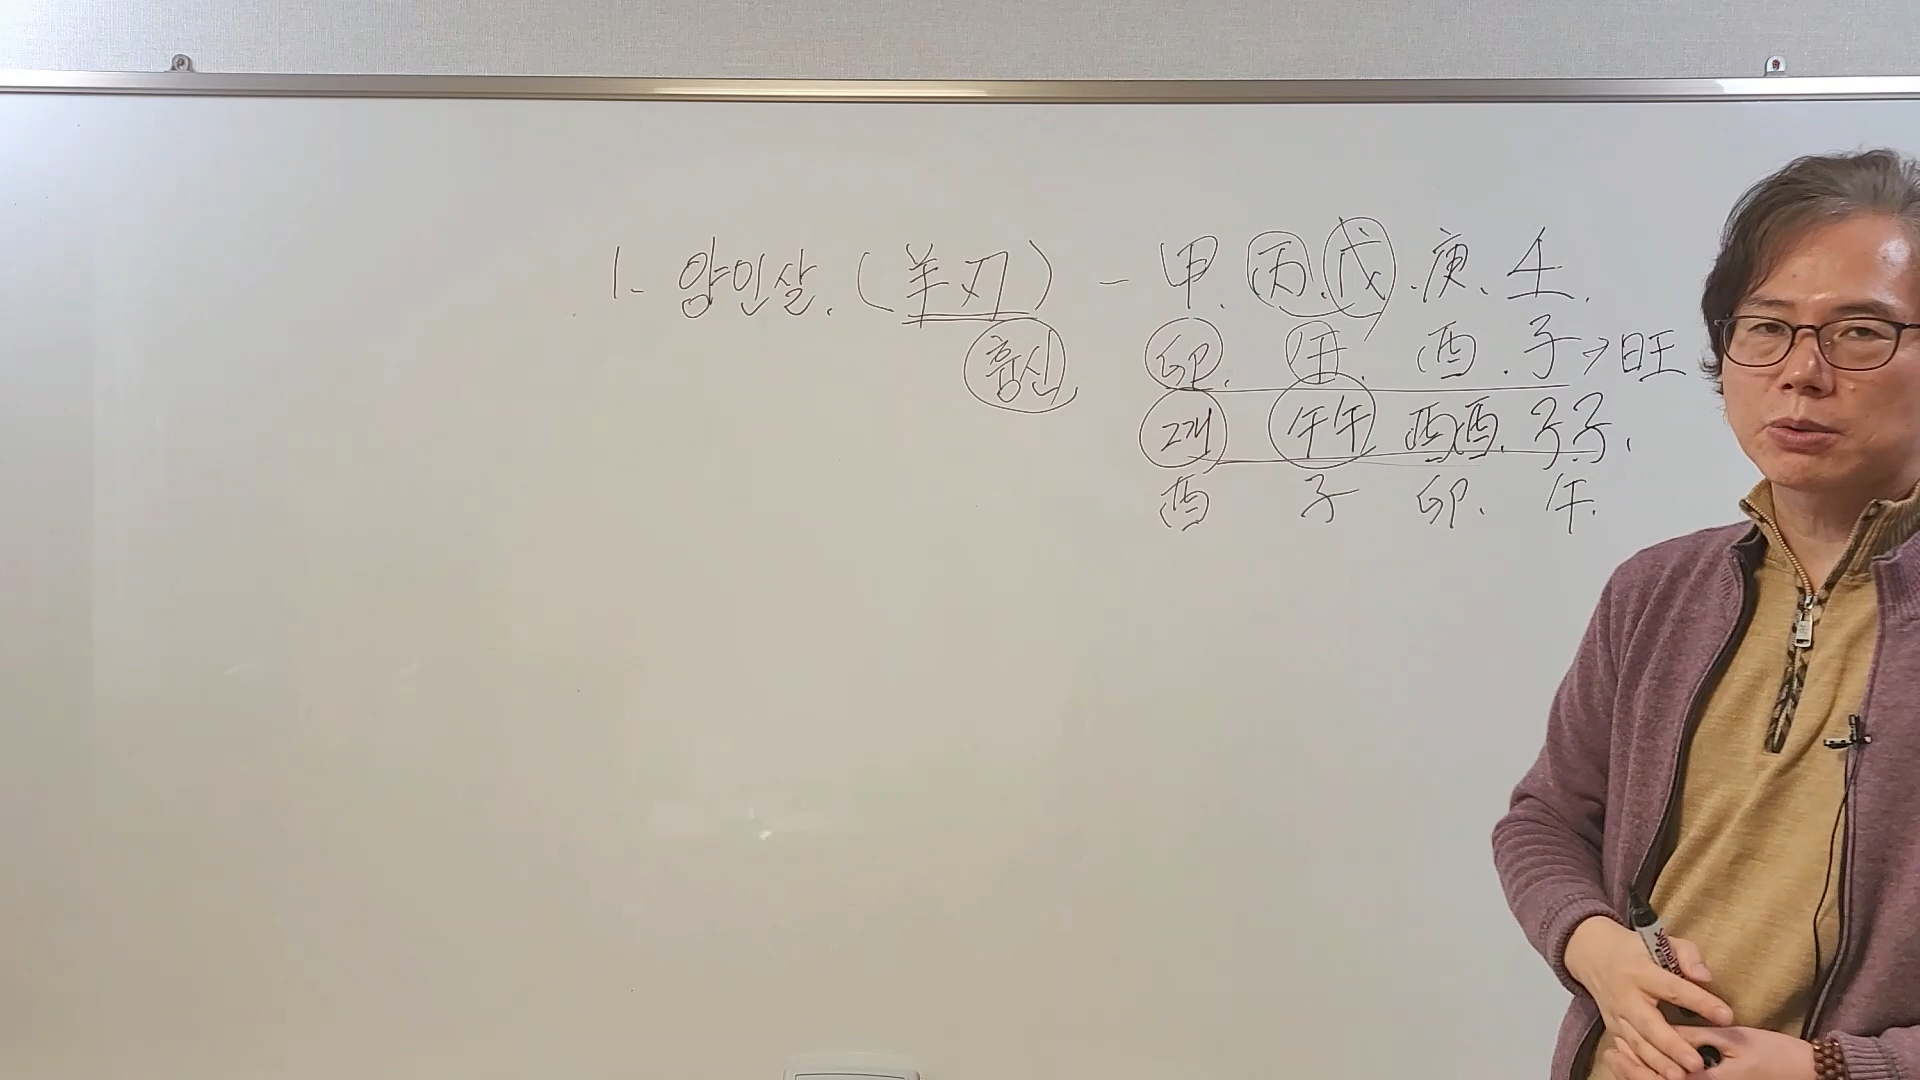 1. 양인살. (羊刃) - 甲. 丙. 戊. 庚. 壬.
흉신 卯. 午. 酉. 子 → 旺
2개 午午 酉酉. 子子.
酉 子 卯. 午.